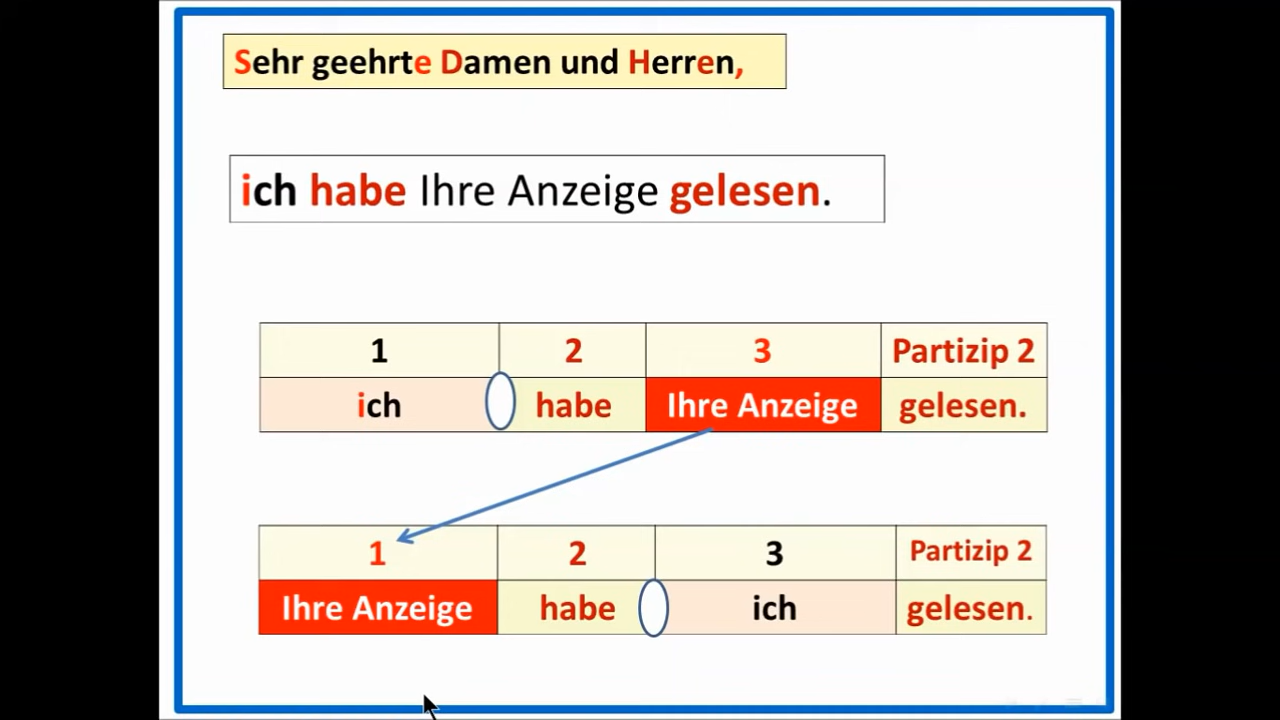 Sehr geehrte Damen und Herren,
ich habe Ihre Anzeige gelesen.
1 2 3 Partizip 2
ich habe Ihre Anzeige gelesen.
1 2 3 Partizip 2
Ihre Anzeige habe ich gelesen.